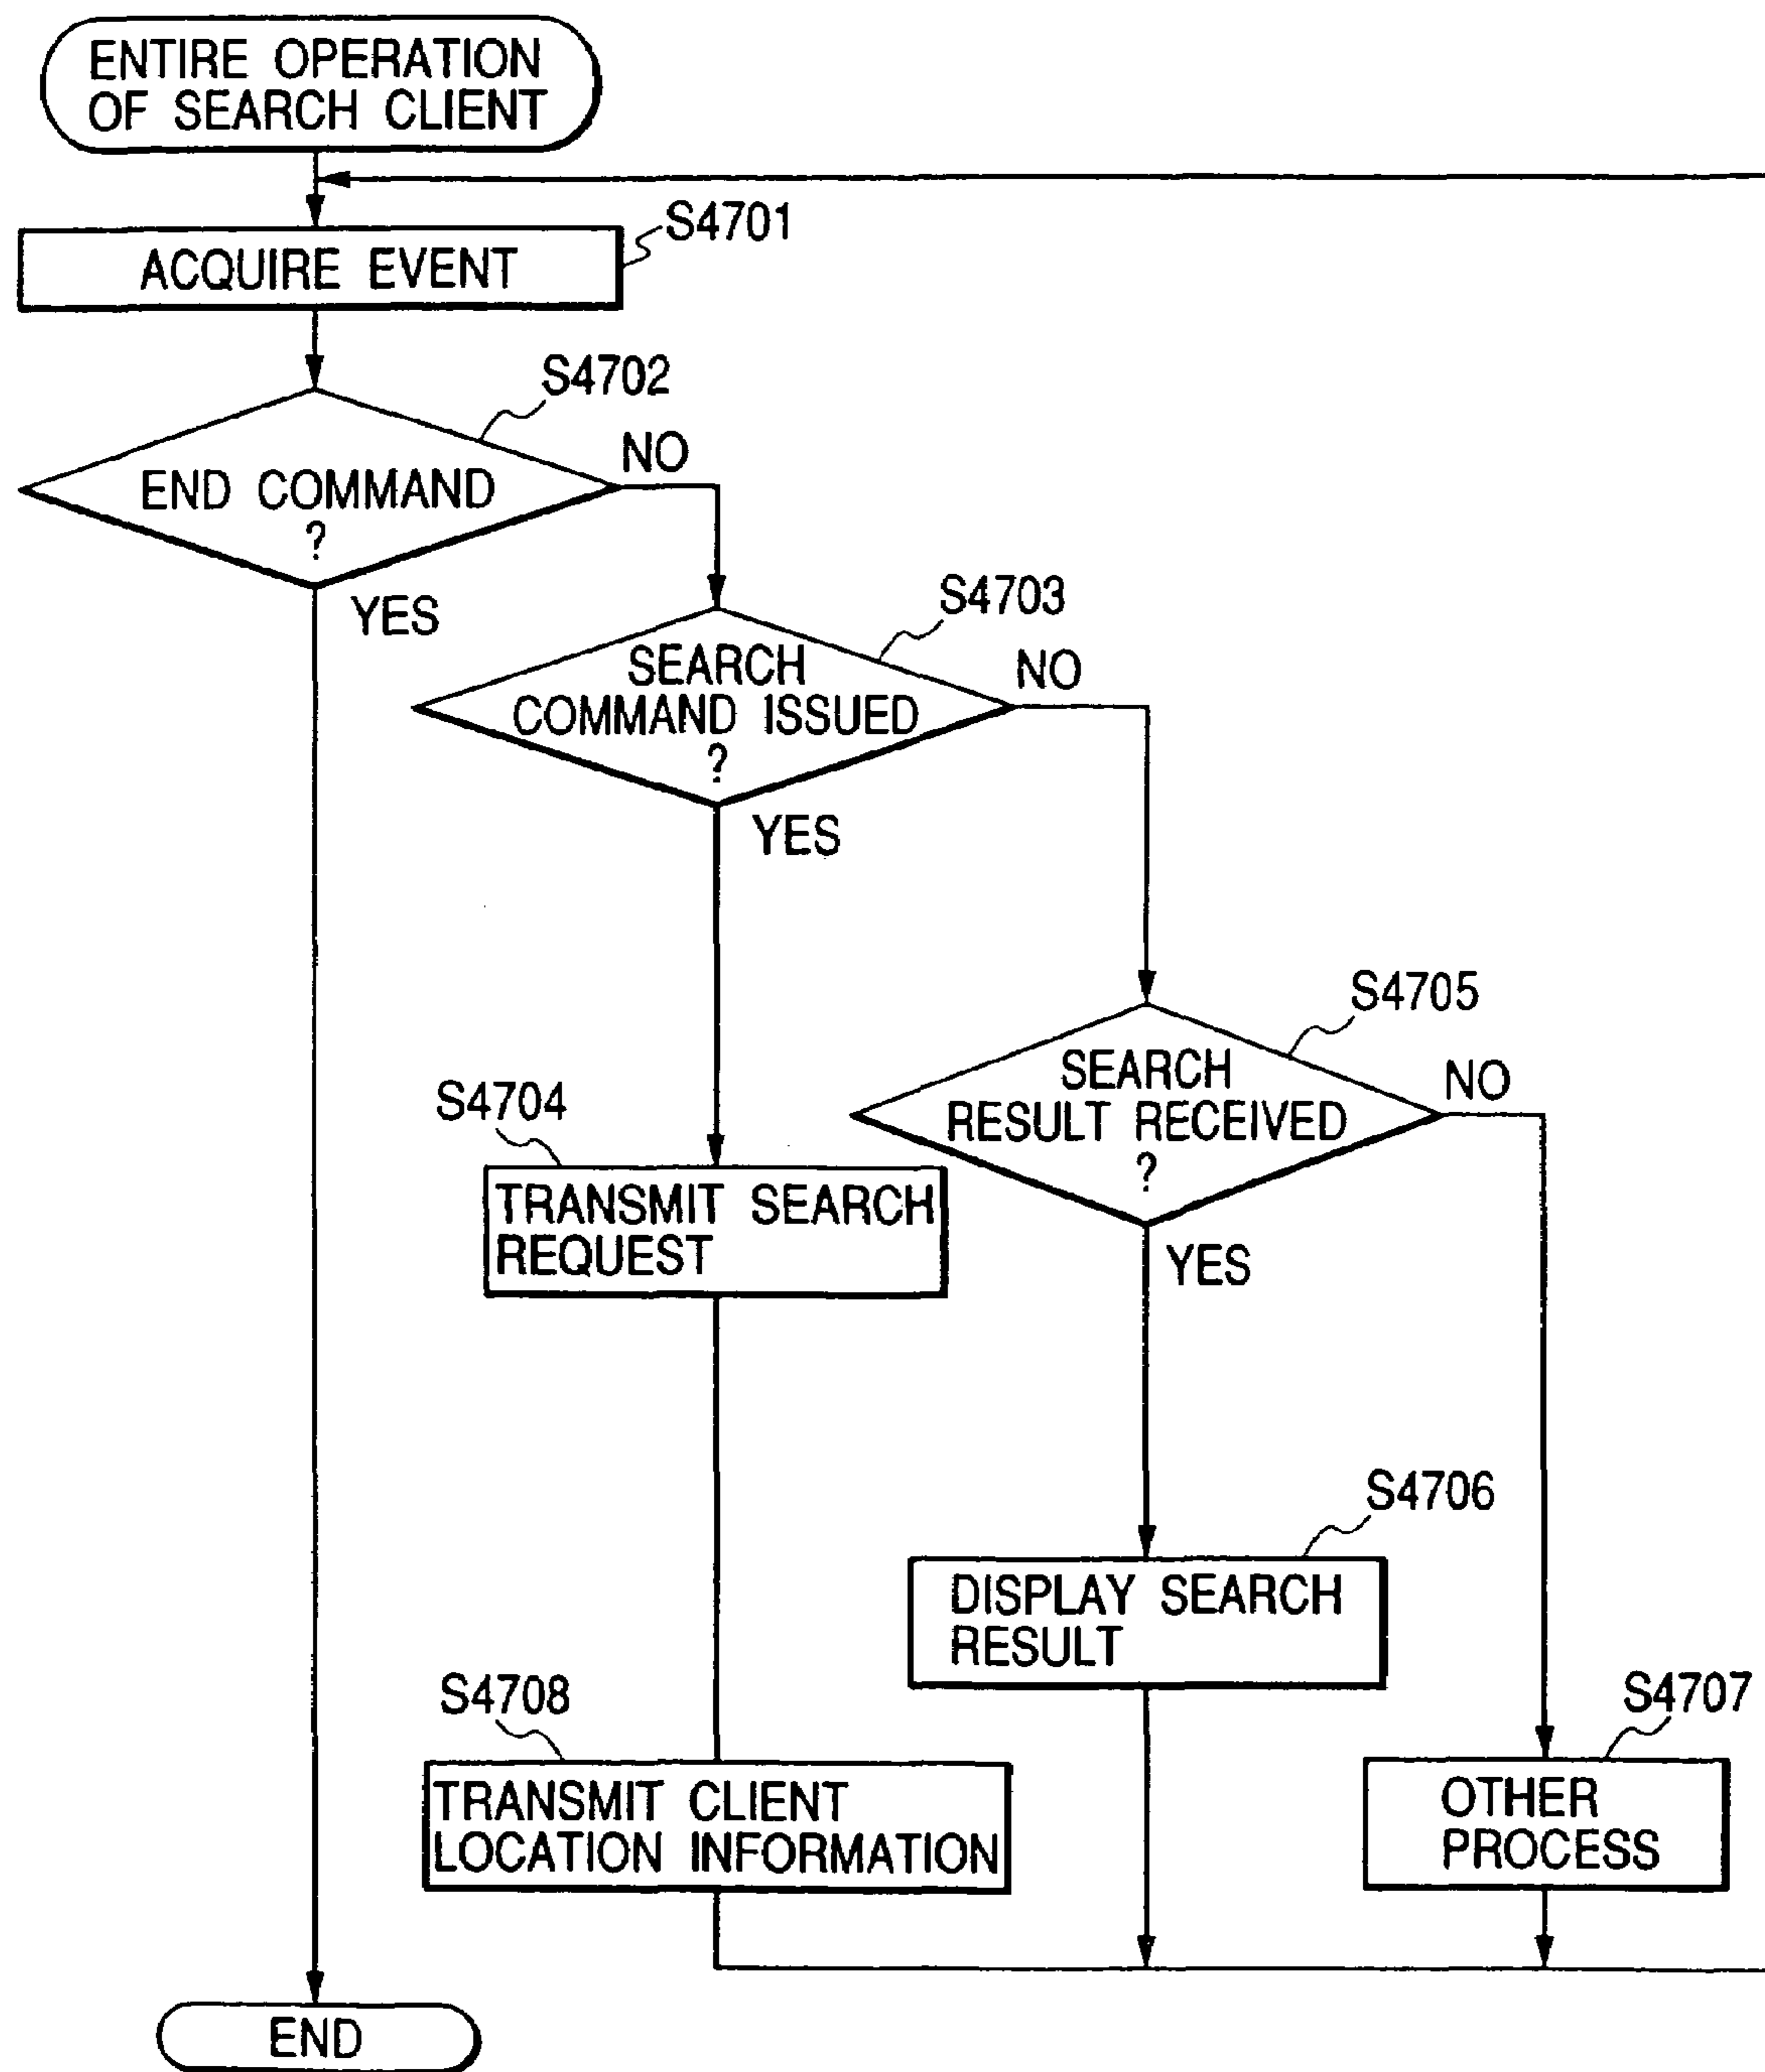 ENTIRE OPERATION
OF SEARCH CLIENT
S4701
ACQUIRE EVENT
S4702
END COMMAND
?
NO
YES
S4703
SEARCH
COMMAND ISSUED
?
NO
YES
S4704
TRANSMIT SEARCH
REQUEST
S4705
SEARCH
RESULT RECEIVED
?
NO
YES
S4706
DISPLAY SEARCH
RESULT
S4708
TRANSMIT CLIENT
LOCATION INFORMATION
S4707
OTHER
PROCESS
END